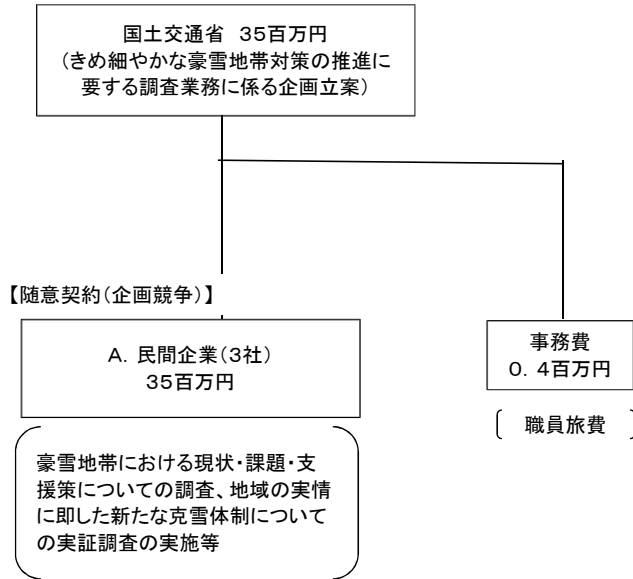 国土交通省 35百万円
(きめ細やかな豪雪地帯対策の推進に
要する調査業務に係る企画立案)
【随意契約(企画競争)】
A. 民間企業(3社)
35百万円
事務費
0. 4百万円
職員旅費
豪雪地帯における現状・課題・支
援策についての調査、地域の実情
に即した新たな克雪体制について
の実証調査の実施等